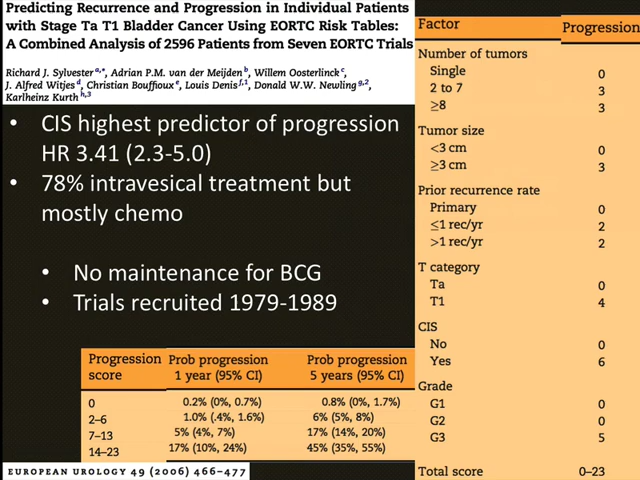 Predicting Recurrence and Progression in Individual Patients
with Stage Ta T1 Bladder Cancer Using EORTC Risk Tables:
A Combined Analysis of 2596 Patients from Seven EORTC Trials
Richard J. Sylvester a,*, Adrian P.M. van der Meijden b, Willem Oosterlinck c,
J. Alfred Witjes d, Christian Bouffioux e, Louis Denis f,1, Donald W.W. Newling g,2,
Karlheinz Kurth h,3
• CIS highest predictor of progression
HR 3.41 (2.3-5.0)
• 78% intravesical treatment but
mostly chemo
• No maintenance for BCG
• Trials recruited 1979-1989
Progression Prob progression Prob progression
score 1 year (95% CI) 5 years (95% CI)
0 0.2% (0%, 0.7%) 0.8% (0%, 1.7%)
2–6 1.0% (.4%, 1.6%) 6% (5%, 8%)
7–13 5% (4%, 7%) 17% (14%, 20%)
14–23 17% (10%, 24%) 45% (35%, 55%)
EUROPEAN UROLOGY 49 (2006) 466–477
Factor Progression
Number of tumors
Single 0
2 to 7 3
≥8 3
Tumor size
<3 cm 0
≥3 cm 3
Prior recurrence rate
Primary 0
≤1 rec/yr 2
>1 rec/yr 2
T category
Ta 0
T1 4
CIS
No 0
Yes 6
Grade
G1 0
G2 0
G3 5
Total score 0–23